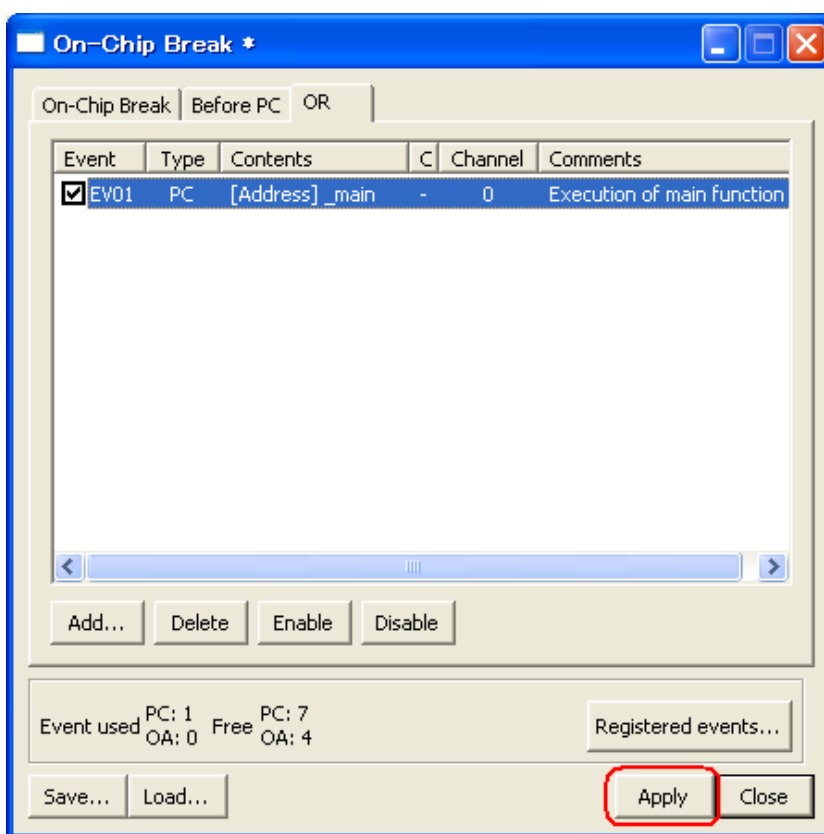 On-Chip Break *
On-Chip Break Before PC OR
Event Type Contents C Channel Comments
EV01 PC [Address] _main - 0 Execution of main function
Add... Delete Enable Disable
Event used PC: 1 Free PC: 7
OA: 0 OA: 4
Registered events...
Save... Load... Apply Close